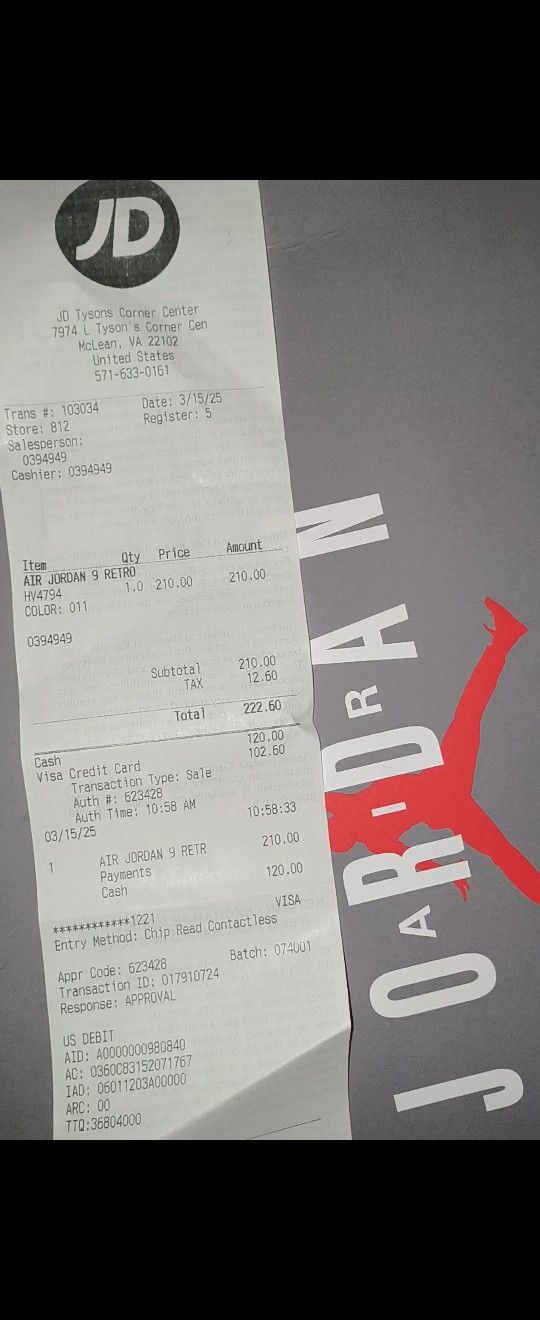 JD
JD Tysons Corner Center
7974 L Tyson's Corner Cen
McLean, VA 22102
United States
571-633-0161
Trans #: 103034 Date: 3/15/25
Store: 812 Register: 5
Salesperson:
0394949
Cashier: 0394949
Item Qty Price Amount
AIR JORDAN 9 RETRO
HV4794 1.0 210.00 210.00
COLOR: 011
0394949
Subtotal 210.00
TAX 12.60
Total 222.60
Cash 120.00
Visa Credit Card 102.60
Transaction Type: Sale
Auth #: 623428
Auth Time: 10:58 AM
03/15/25 10:58:33
1 AIR JORDAN 9 RETR 210.00
Payments
Cash 120.00
************1221 VISA
Entry Method: Chip Read Contactless
Appr Code: 623428 Batch: 074001
Transaction ID: 017910724
Response: APPROVAL
US DEBIT
AID: A0000000980840
AC: 0360C83152071767
IAD: 06011203A00000
ARC: 00
TTQ:36804000
AIR
JORDAN